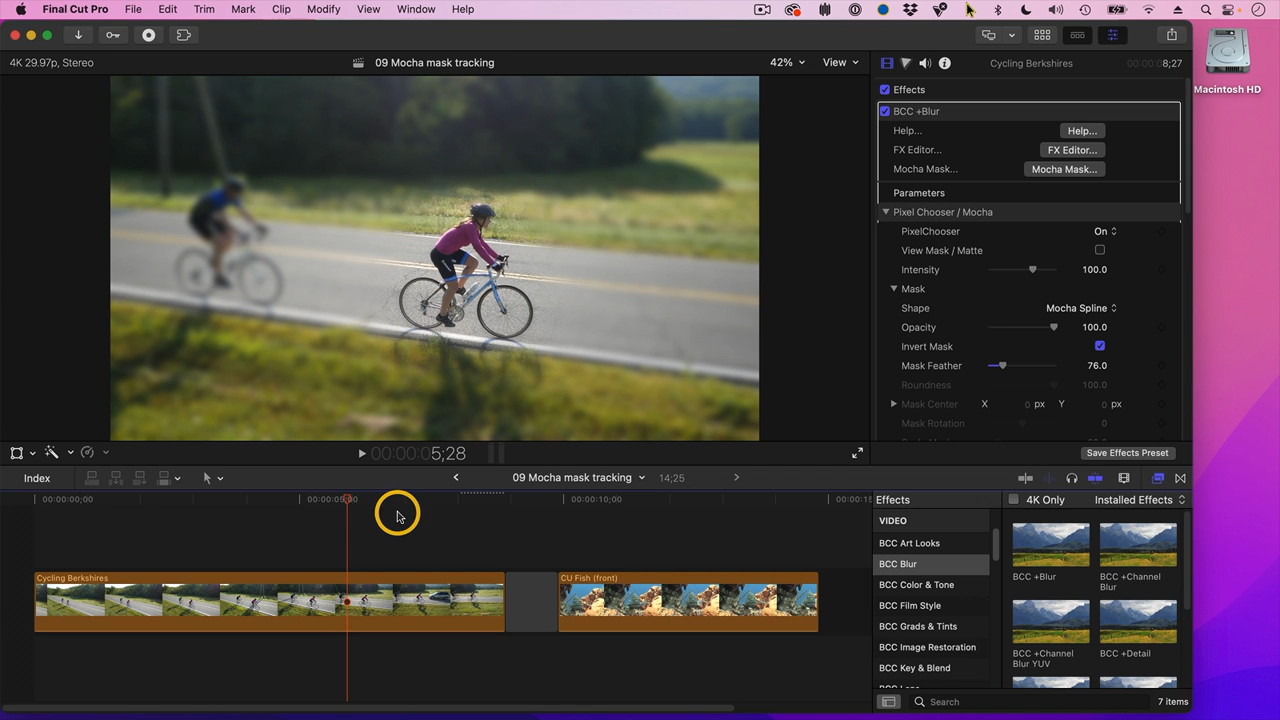 Final Cut Pro File Edit Trim Mark Clip Modify View Window Help
4K 29.97p, Stereo
09 Mocha mask tracking
42%
View
Cycling Berkshires
00:00:08;27
Macintosh HD
Effects
BCC +Blur
Help... Help...
FX Editor... FX Editor...
Mocha Mask... Mocha Mask...
Parameters
Pixel Chooser / Mocha
PixelChooser On
View Mask / Matte
Intensity 100.0
Mask
Shape Mocha Spline
Opacity 100.0
Invert Mask
Mask Feather 76.0
Roundness 100.0
Mask Center X 0 px Y 0 px
Mask Rotation 0
00:00:05;28
Save Effects Preset
Index
09 Mocha mask tracking
14;25
00:00:00;00
00:00:05;00
00:00:10;00
Cycling Berkshires
CU Fish (front)
Effects
4K Only
Installed Effects
VIDEO
BCC Art Looks
BCC Blur
BCC Color & Tone
BCC Film Style
BCC Grads & Tints
BCC Image Restoration
BCC Key & Blend
BCC +Blur
BCC +Channel
Blur
BCC +Channel
Blur YUV
BCC +Detail
Search
7 items